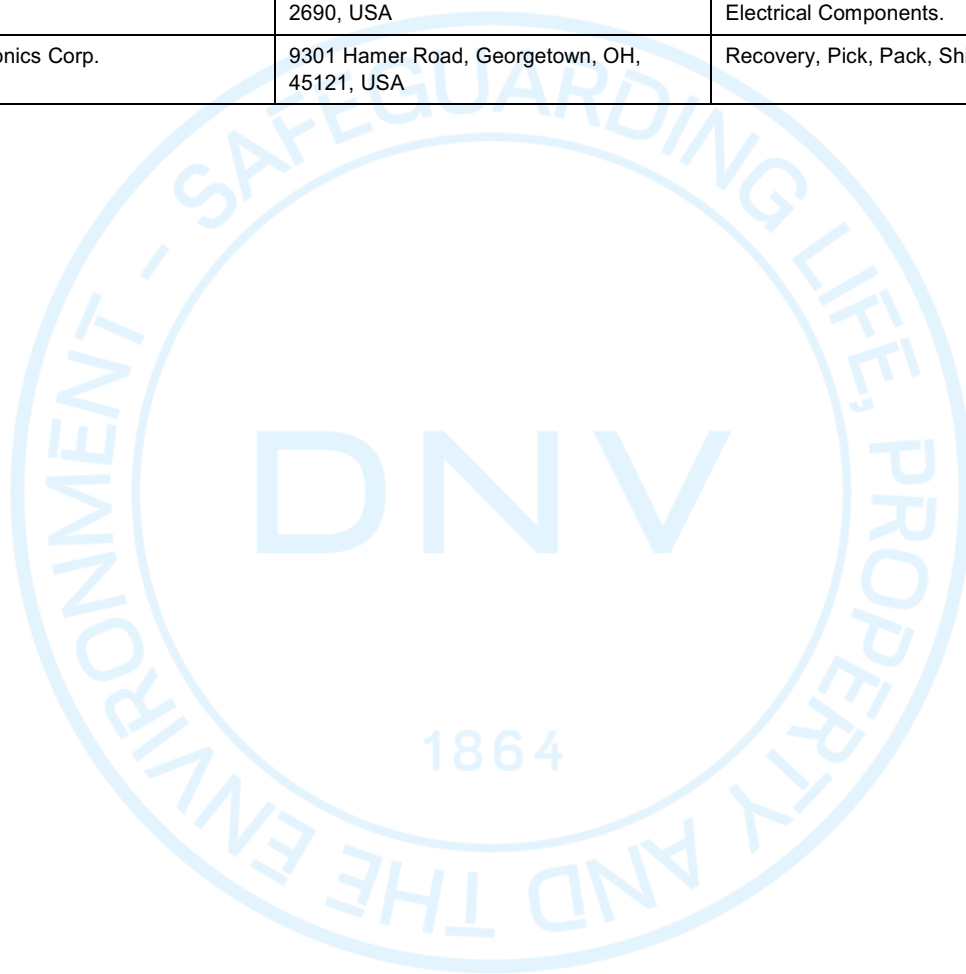 2690, USA
Electrical Components.
onics Corp.
9301 Hamer Road, Georgetown, OH,
45121, USA
Recovery, Pick, Pack, Shi
SAFEGUARDING LIFE, PROPERTY AND THE ENVIRONMENT -
DNV
1864